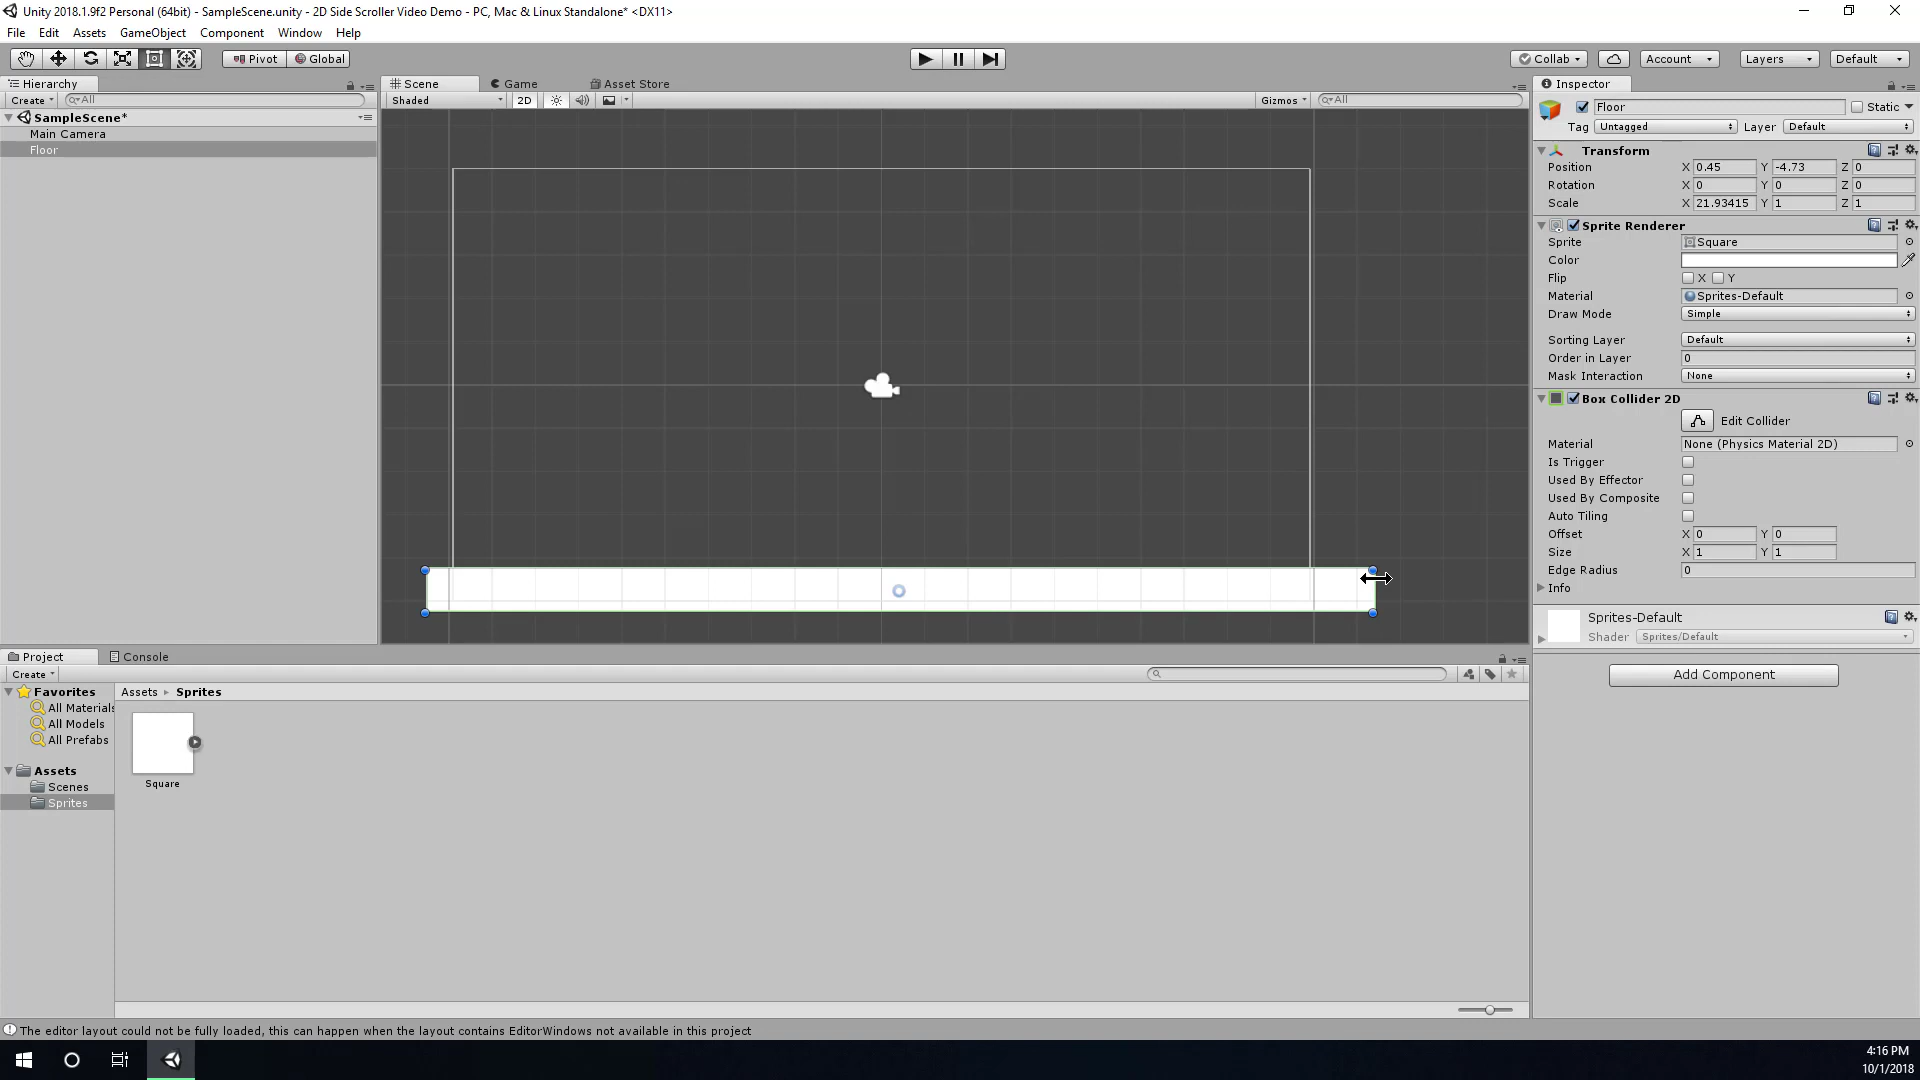 Unity 2018.1.9f2 Personal (64bit) - SampleScene.unity - 2D Side Scroller Video Demo - PC, Mac & Linux Standalone* <DX11>
File Edit Assets GameObject Component Window Help
Pivot Global
Collab Account Layers Default
Hierarchy
Create All
SampleScene*
Main Camera
Floor
Scene Game Asset Store
Shaded 2D Gizmos All
Inspector
Floor Static
Tag Untagged Layer Default
Transform
Position X 0.45 Y -4.73 Z 0
Rotation X 0 Y 0 Z 0
Scale X 21.93415 Y 1 Z 1
Sprite Renderer
Sprite Square
Color
Flip X Y
Material Sprites-Default
Draw Mode Simple
Sorting Layer Default
Order in Layer 0
Mask Interaction None
Box Collider 2D
Edit Collider
Material None (Physics Material 2D)
Is Trigger
Used By Effector
Used By Composite
Auto Tiling
Offset X 0 Y 0
Size X 1 Y 1
Edge Radius 0
Info
Sprites-Default
Shader Sprites/Default
Add Component
Project Console
Create
Favorites
All Materials
All Models
All Prefabs
Assets
Scenes
Sprites
Assets Sprites
Square
The editor layout could not be fully loaded, this can happen when the layout contains EditorWindows not available in this project
4:16 PM
10/1/2018